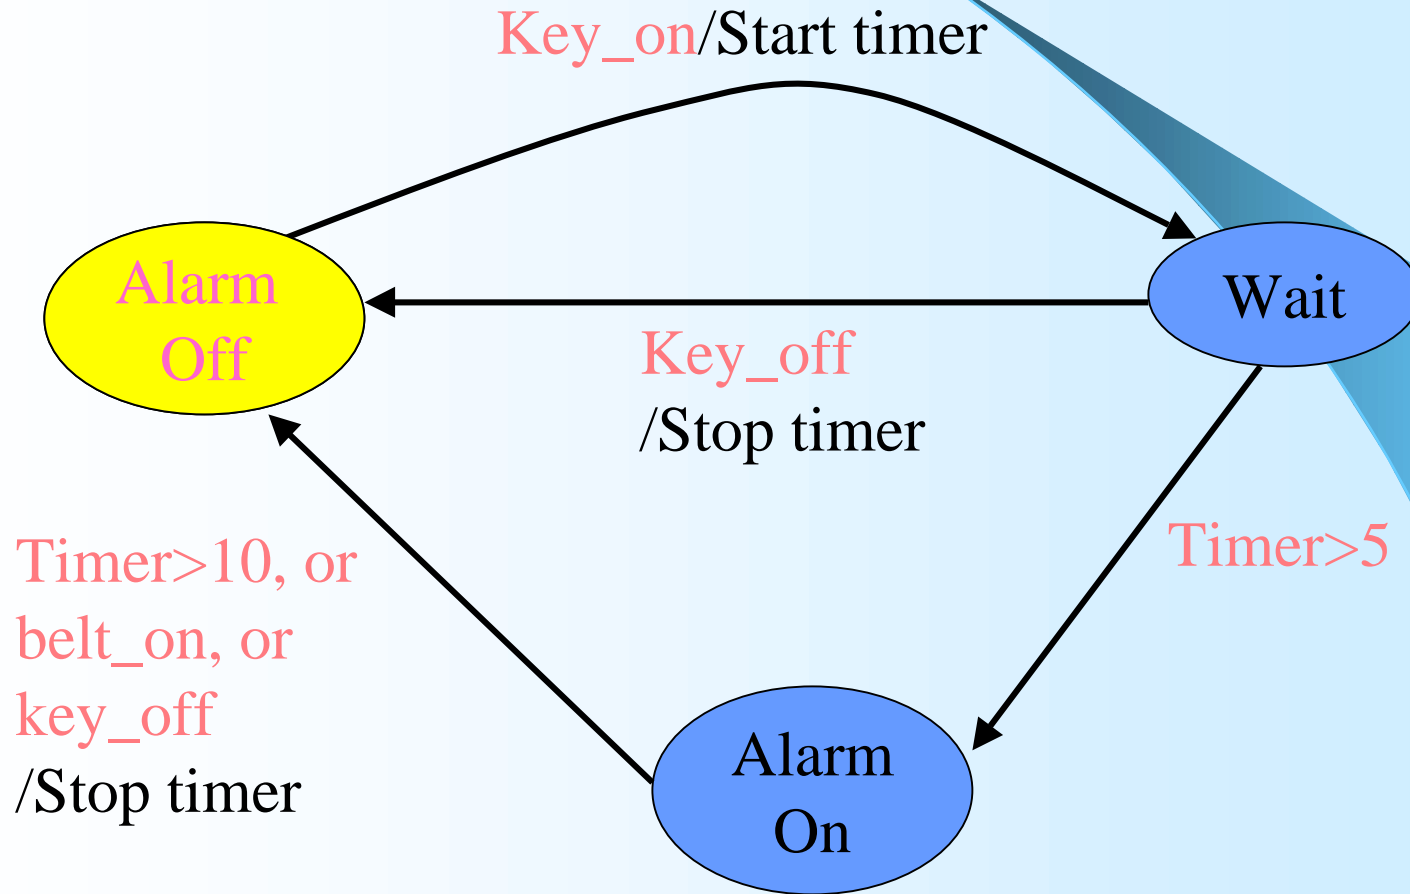 Key_on/Start timer
Alarm
Off
Wait
Key_off
/Stop timer
Timer>5
Timer>10, or
belt_on, or
key_off
/Stop timer
Alarm
On